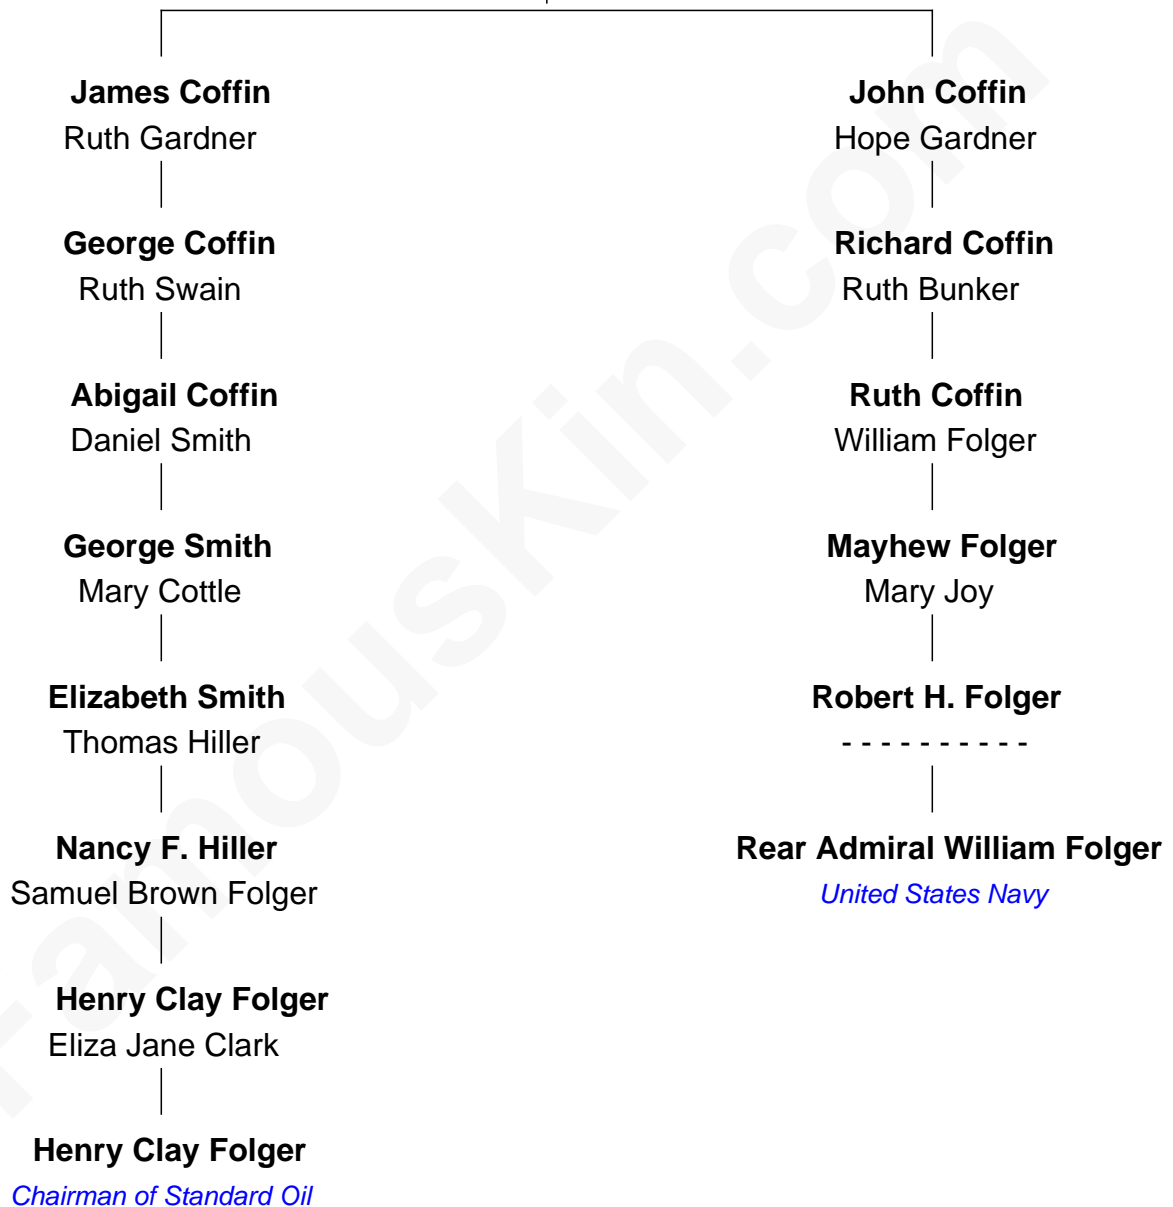 James Coffin
Ruth Gardner
George Coffin
Ruth Swain
Abigail Coffin
Daniel Smith
George Smith
Mary Cottle
Elizabeth Smith
Thomas Hiller
Nancy F. Hiller
Samuel Brown Folger
Henry Clay Folger
Eliza Jane Clark
Henry Clay Folger
Chairman of Standard Oil
John Coffin
Hope Gardner
Richard Coffin
Ruth Bunker
Ruth Coffin
William Folger
Mayhew Folger
Mary Joy
Robert H. Folger
- - - - - - - - - -
Rear Admiral William Folger
United States Navy
FamousKin.com